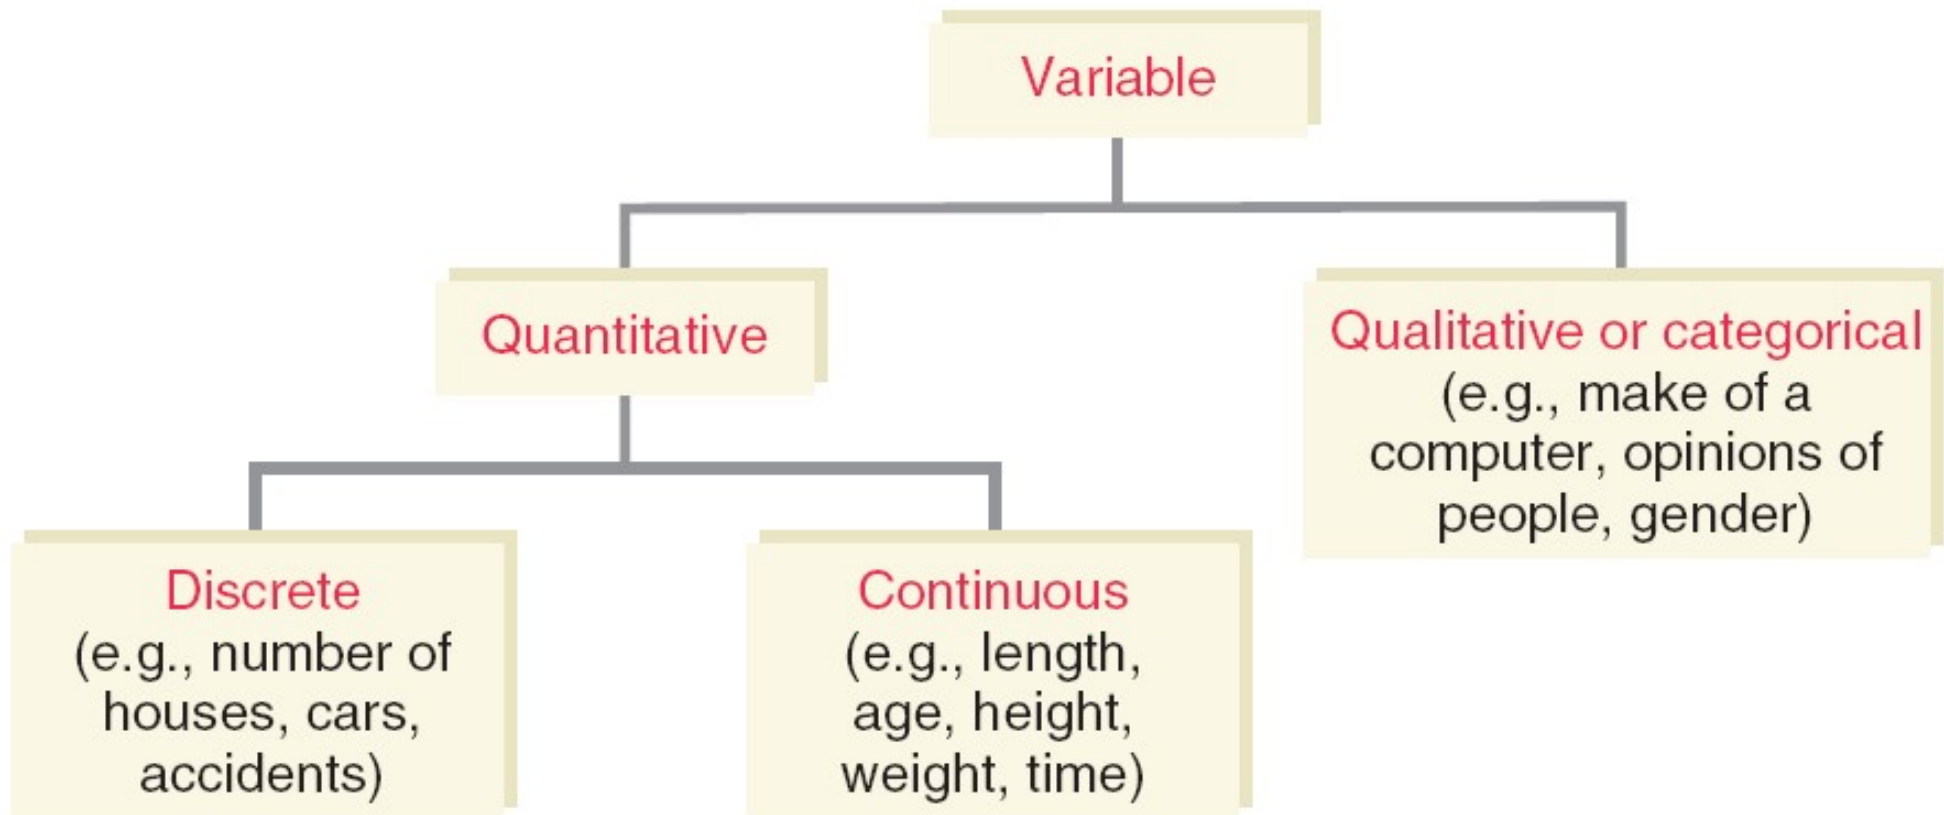 Variable
Quantitative
Qualitative or categorical
(e.g., make of a
computer, opinions of
people, gender)
Discrete
(e.g., number of
houses, cars,
accidents)
Continuous
(e.g., length,
age, height,
weight, time)